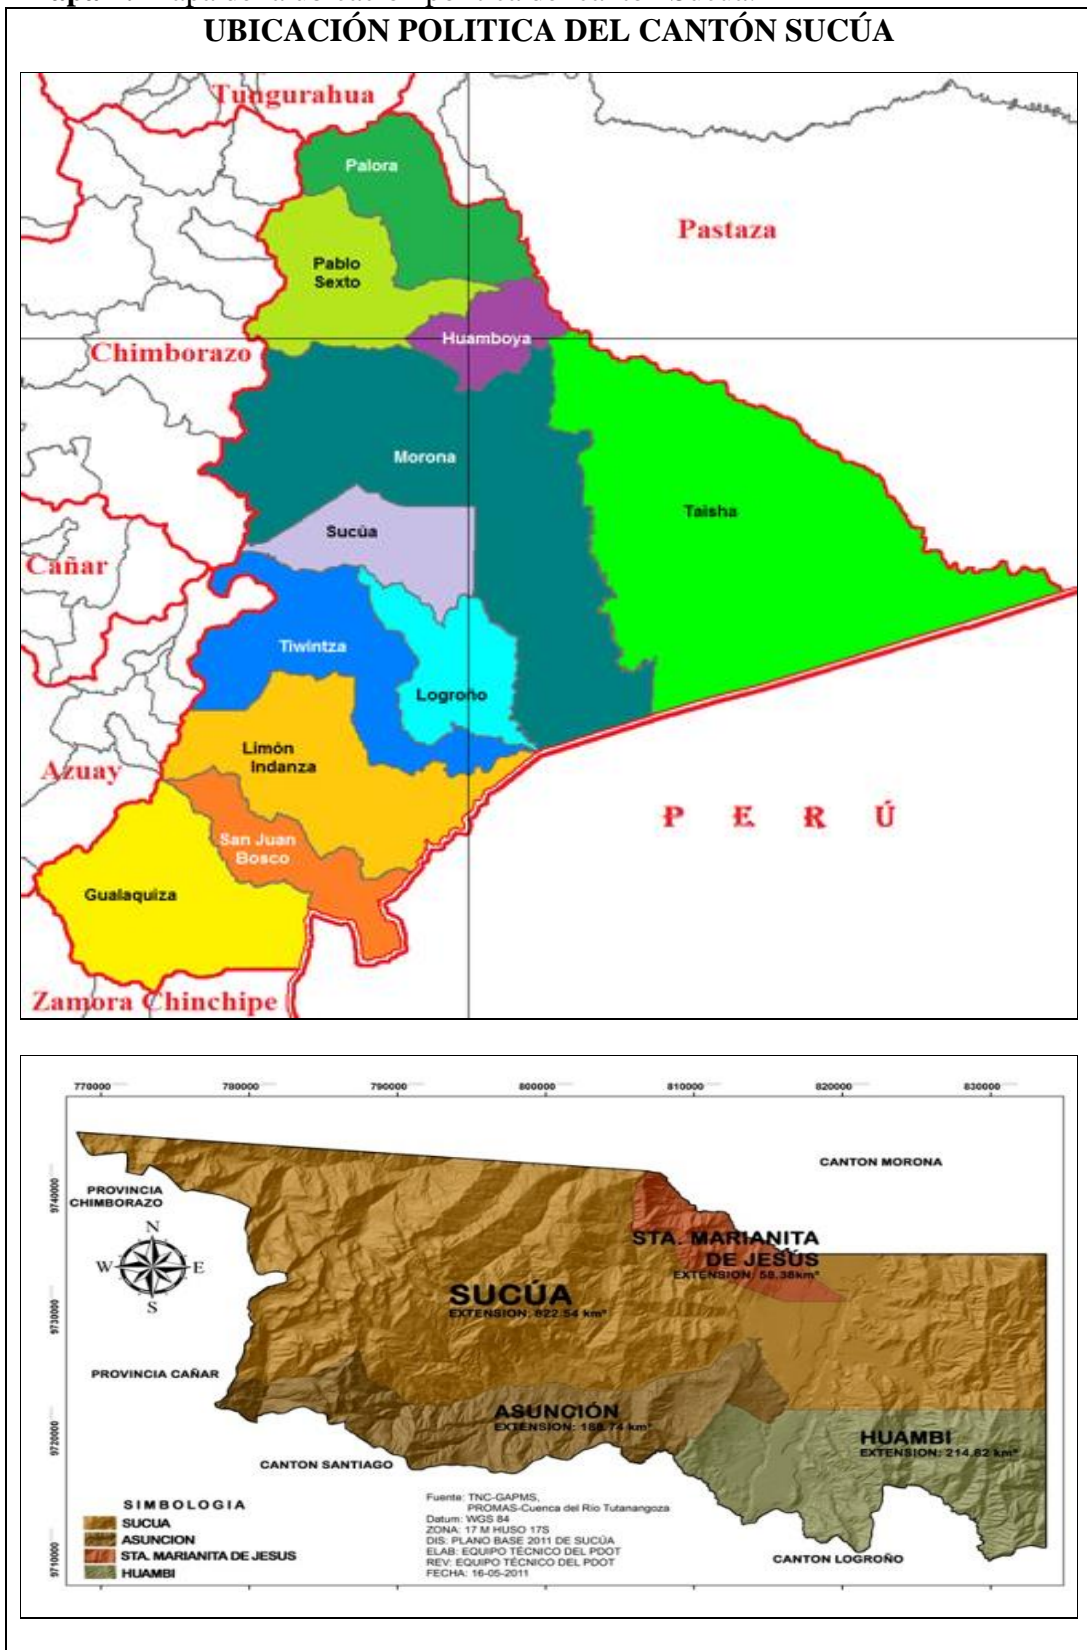 UBICACIÓN POLITICA DEL CANTÓN SUCÚA
Tungurahua
Palora
Pastaza
Pablo
Sexto
Huamboya
Chimborazo
Morona
Taisha
Sucúa
Cañar
Tiwintza
Logroño
Limón
Indanza
Azuay
P E R Ú
San Juan
Bosco
Gualaquiza
Zamora Chinchipe
770000 780000 790000 800000 810000 820000 830000
CANTON MORONA
9740000
PROVINCIA
CHIMBORAZO
N
W E
S
STA. MARIANITA
DE JESÚS
EXTENSION: 58.38km²
SUCÚA
EXTENSION: 822.54 km²
9730000
PROVINCIA CAÑAR
ASUNCIÓN
EXTENSION: 188.74 km²
9720000
HUAMBI
EXTENSION: 214.82 km²
CANTON SANTIAGO
SIMBOLOGIA
SUCUA
ASUNCION
STA. MARIANITA DE JESUS
HUAMBI
Fuente: TNC-GAPMS,
PROMAS-Cuenca del Río Tutanangoza
Datum: WGS 84
ZONA: 17 M HUSO 17S
DIS: PLANO BASE 2011 DE SUCÚA
ELAB: EQUIPO TÉCNICO DEL PDOT
REV: EQUIPO TÉCNICO DEL PDOT
FECHA: 16-05-2011
9710000
CANTON LOGROÑO